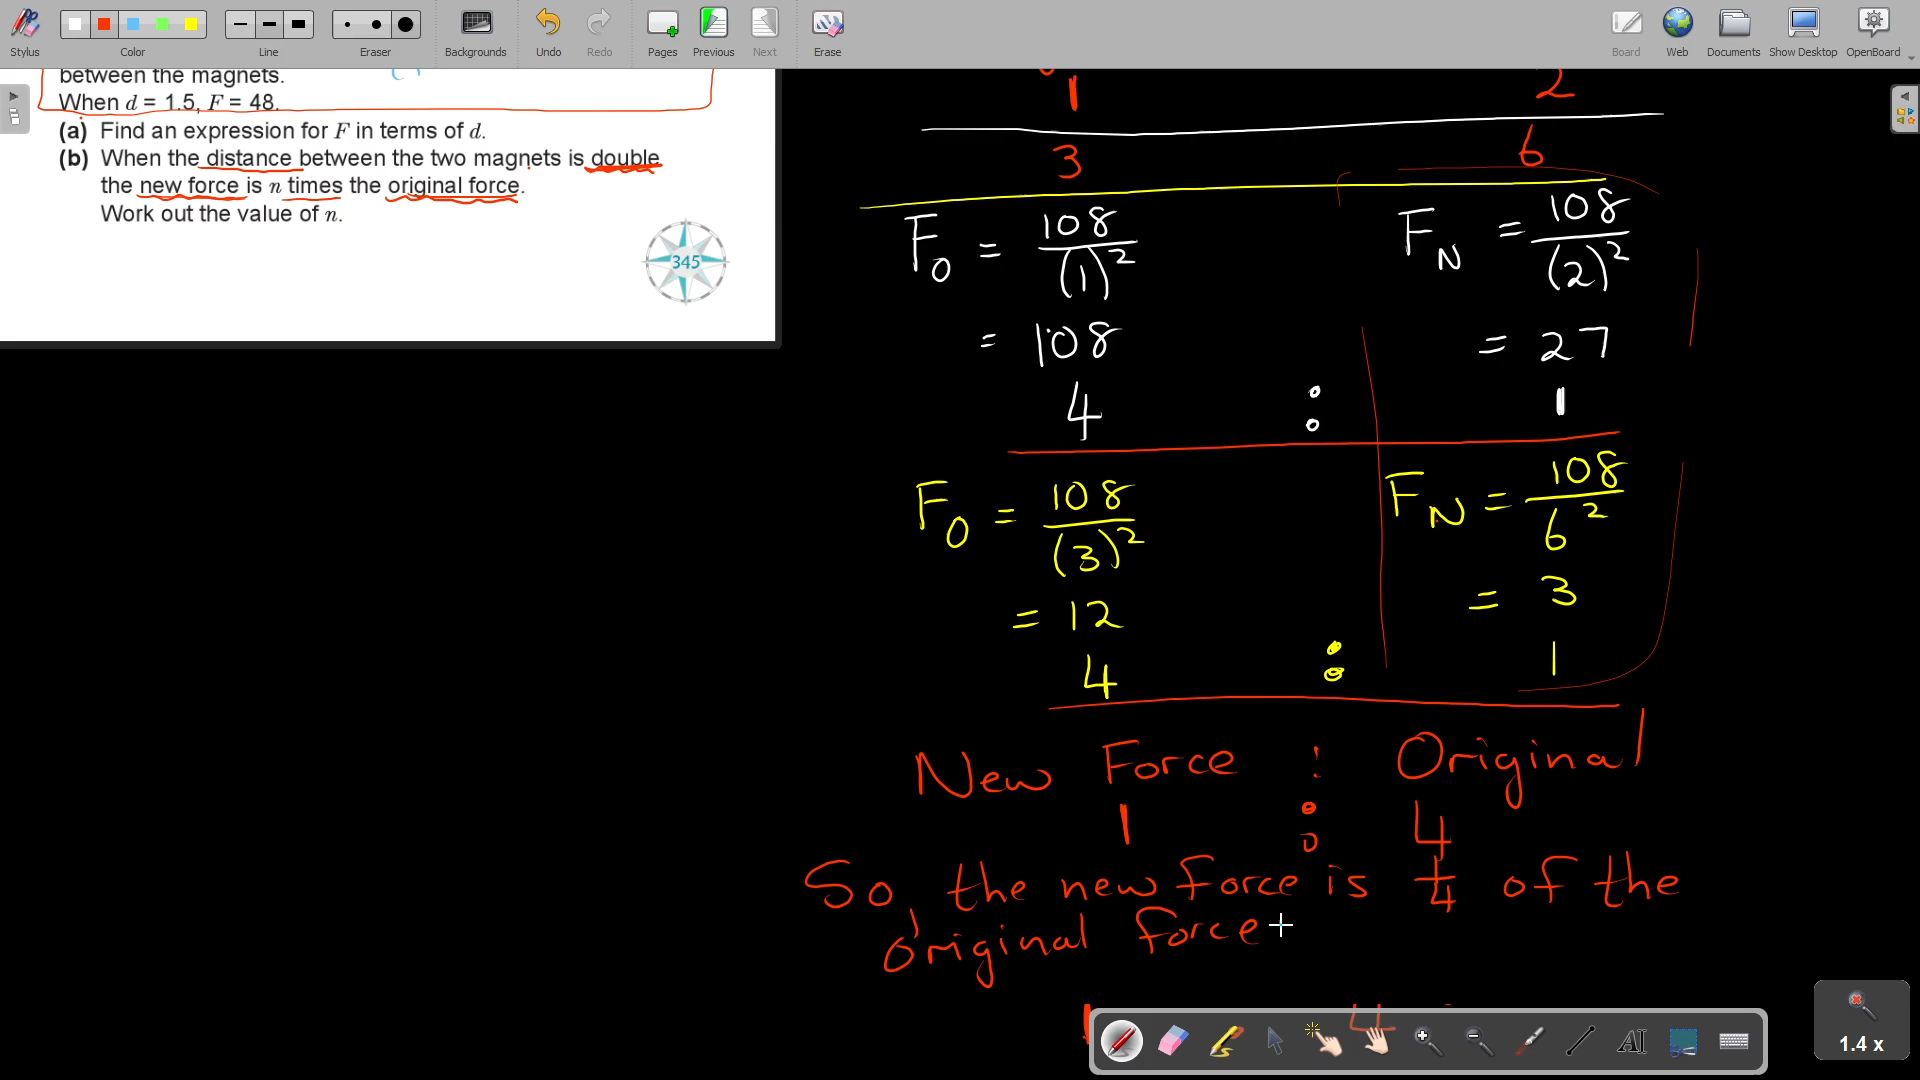 Stylus
Color
Line
Eraser
Backgrounds
Undo
Redo
Pages
Previous
Next
Erase
Board
Web
Documents
Show Desktop
OpenBoard
between the magnets.
When d = 1.5, F = 48.
(a) Find an expression for F in terms of d.
(b) When the distance between the two magnets is double
the new force is n times the original force.
Work out the value of n.
345
1 2
3 6
F_O = 108/(1)² F_N = 108/(2)²
= 108 = 27
4 : 1
F_O = 108/(3)² F_N = 108/6²
= 12 = 3
4 : 1
New Force : Original
1 : 4
So, the new force is 1/4 of the
original force
1.4 x